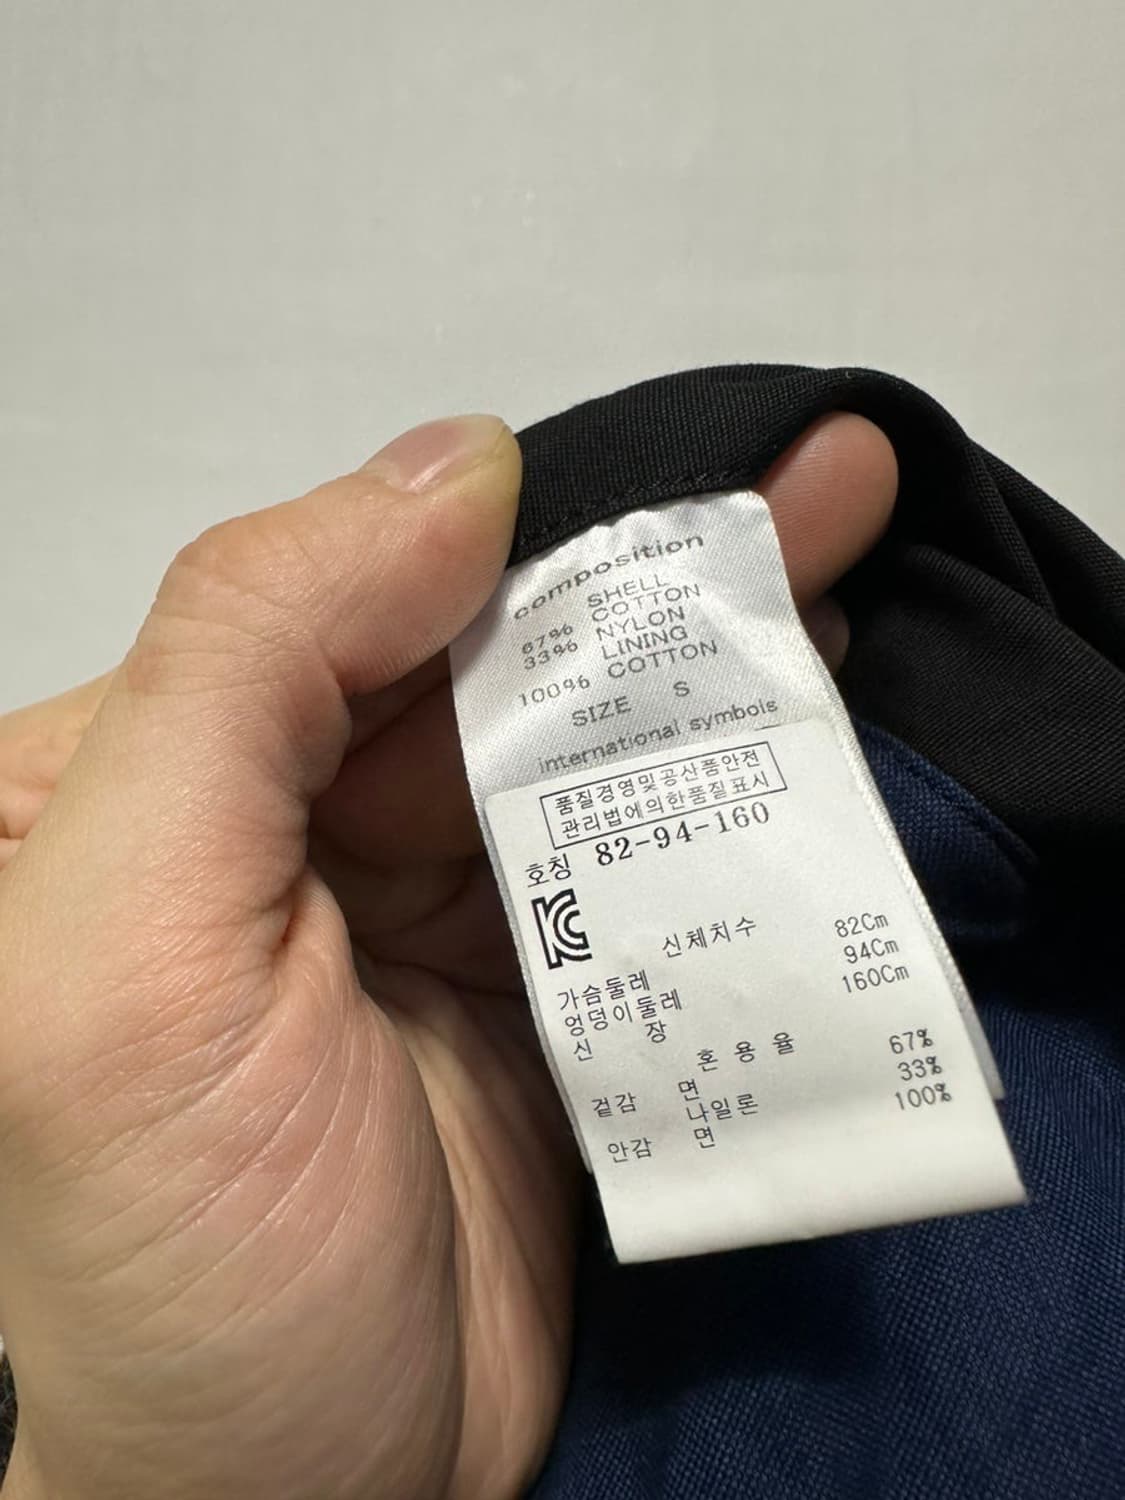 composition
SHELL
67% COTTON
33% NYLON
LINING
100% COTTON
SIZE S
international symbols
품질경영및공산품안전
관리법에의한품질표시
호칭 82-94-160
KC
신체치수
가슴둘레 82Cm
엉덩이둘레 94Cm
신 장 160Cm
혼 용 율
겉감 면 67%
나일론 33%
안감 면 100%